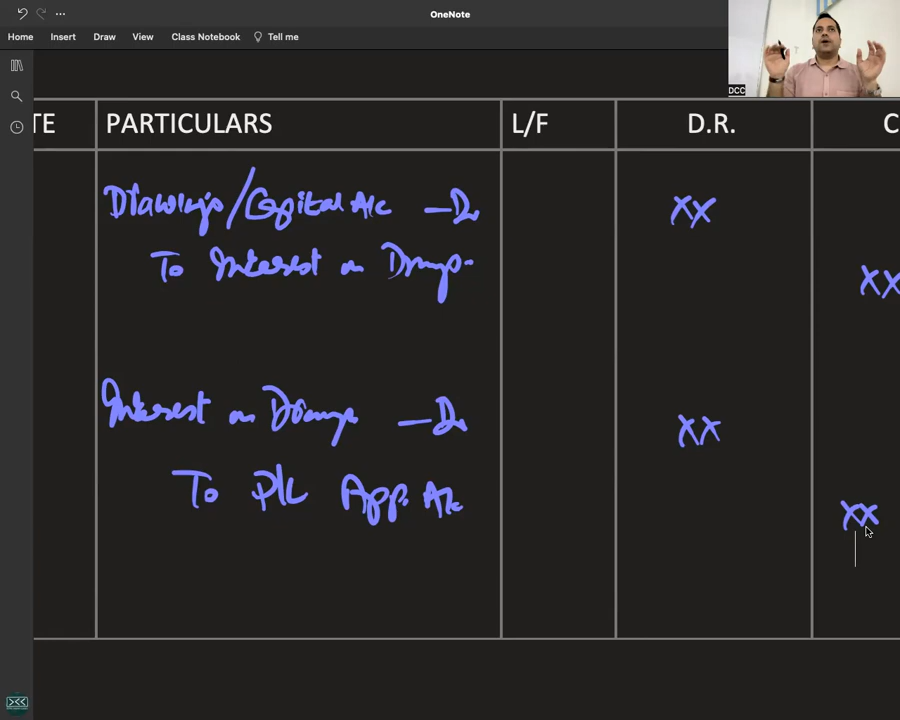 OneNote
Home Insert Draw View Class Notebook Tell me
DCC
TE PARTICULARS L/F D.R. C
Drawings/Capital A/c —Dr XX
To Interest on Drawings XX
Interest on Drawings —Dr XX
To P/L App. A/c XX